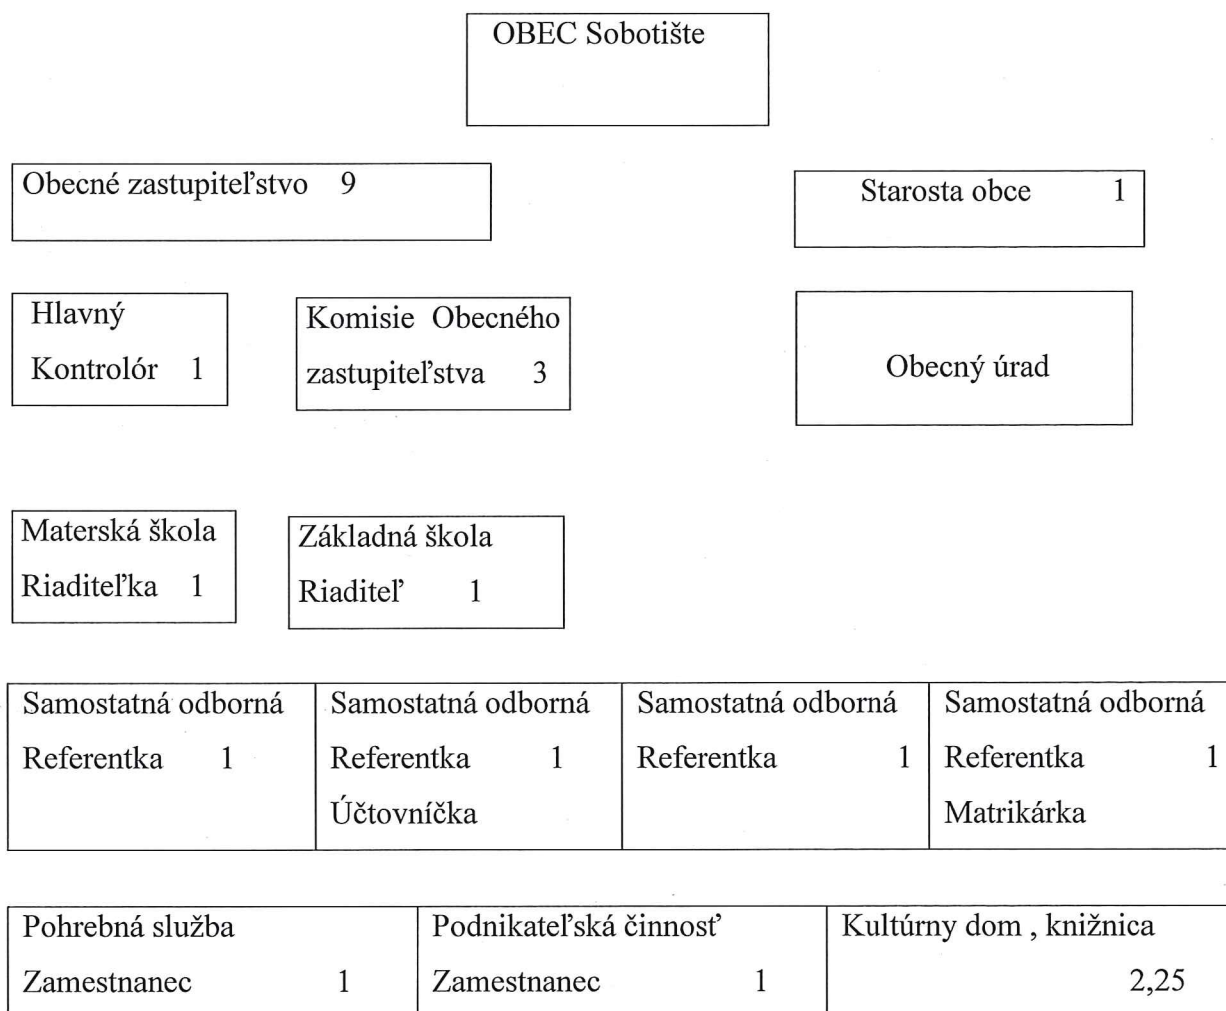 OBEC Sobotište
Obecné zastupiteľstvo 9
Starosta obce 1
Hlavný
Kontrolór 1
Komisie Obecného
zastupiteľstva 3
Obecný úrad
Materská škola
Riaditeľka 1
Základná škola
Riaditeľ 1
Samostatná odborná
Referentka 1
Samostatná odborná
Referentka 1
Účtovníčka
Samostatná odborná
Referentka 1
Samostatná odborná
Referentka 1
Matrikárka
Pohrebná služba
Zamestnanec 1
Podnikateľská činnosť
Zamestnanec 1
Kultúrny dom , knižnica
2,25